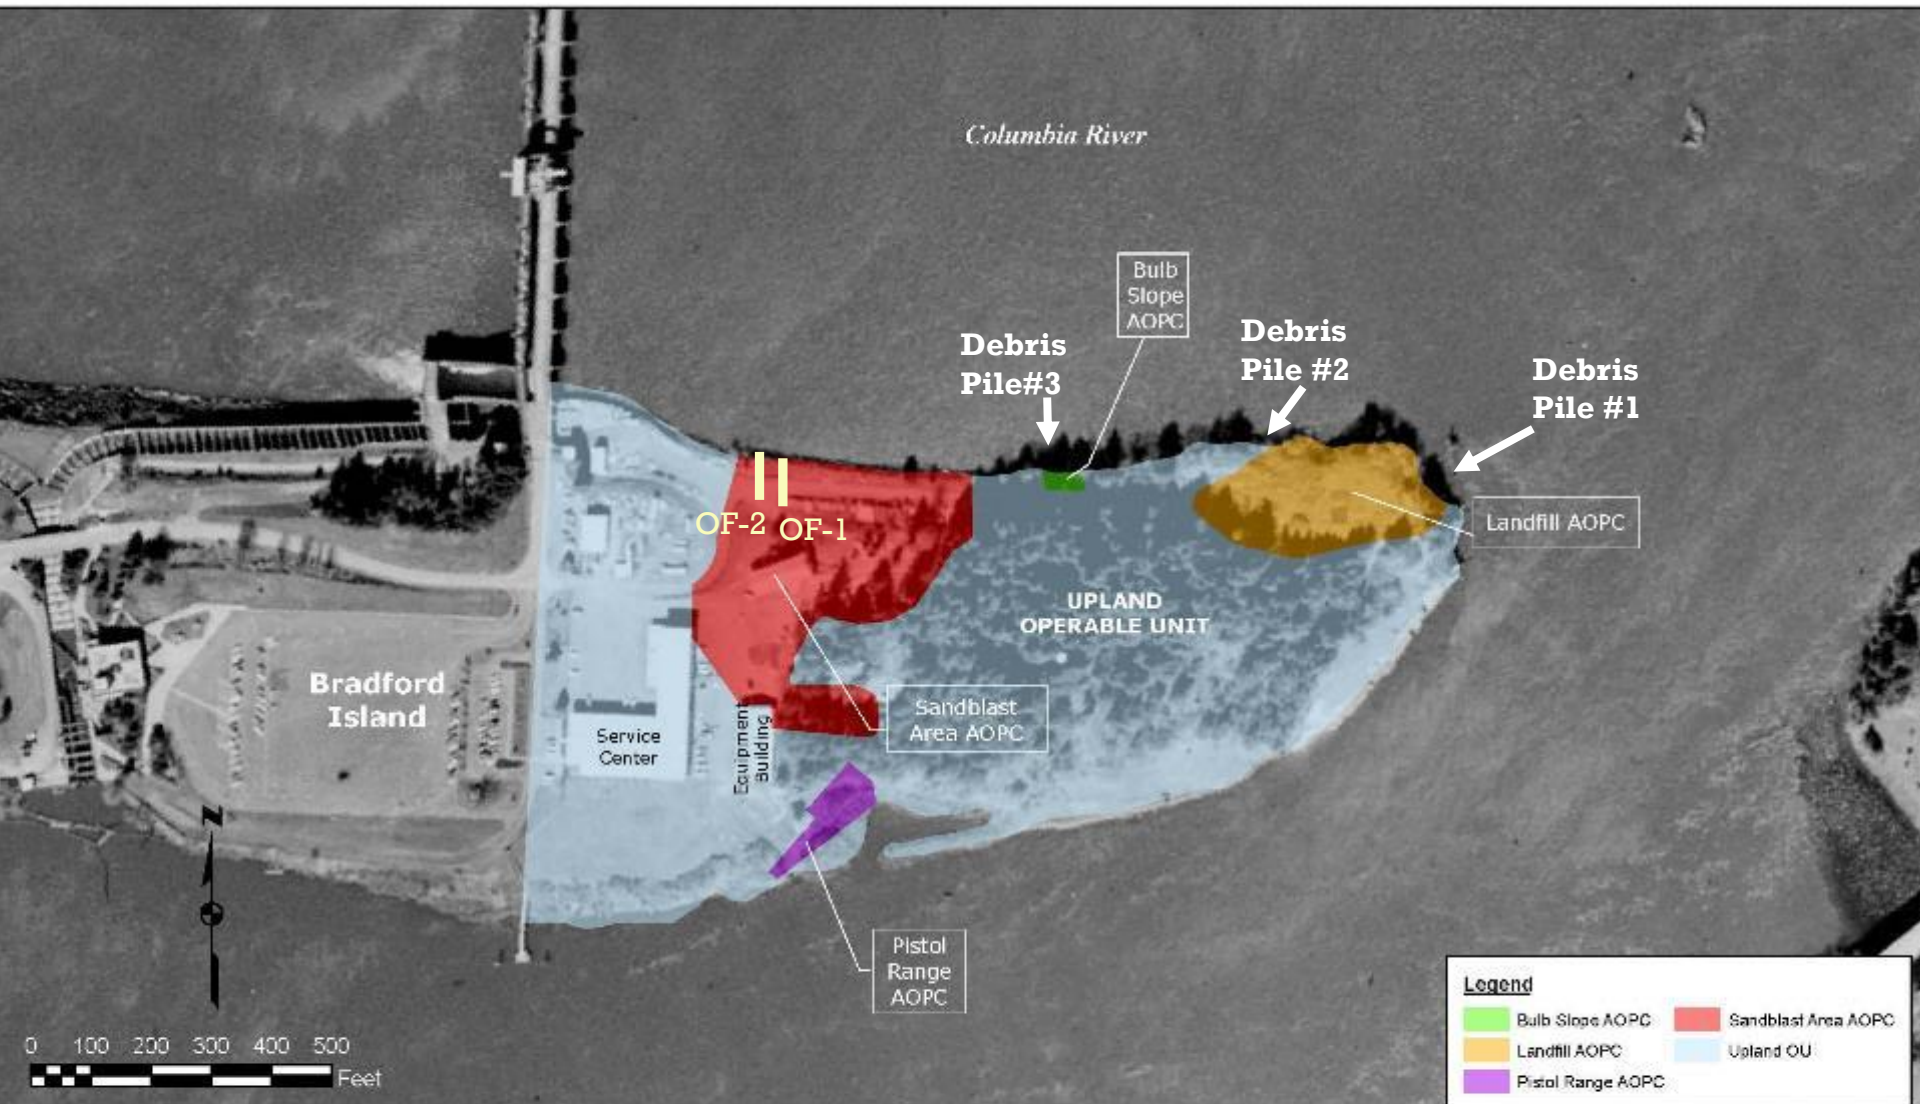 Columbia River
Bulb
Slope
AOPC
Debris
Pile#3
Debris
Pile #2
Debris
Pile #1
OF-2
OF-1
Landfill AOPC
UPLAND
OPERABLE UNIT
Bradford
Island
Sandblast
Area AOPC
Service
Center
Equipment
Building
N
Pistol
Range
AOPC
0 100 200 300 400 500
Feet
Legend
Bulb Slope AOPC
Landfill AOPC
Pistol Range AOPC
Sandblast Area AOPC
Upland OU